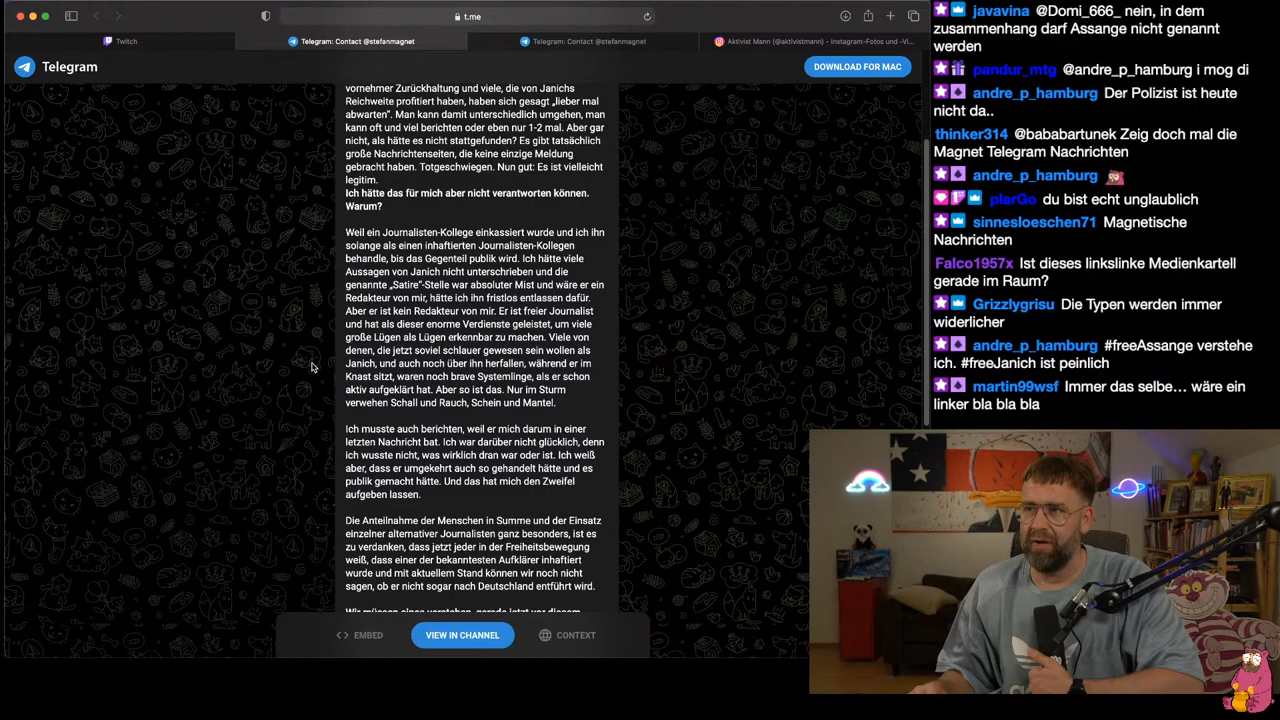 t.me
Twitch
Telegram: Contact @stefanmagnet
Telegram: Contact @stefanmagnet
Aktivist Mann (@aktivistmann) • Instagram-Fotos und -Vi...
Telegram
DOWNLOAD FOR MAC
vornehmer Zurückhaltung und viele, die von Janichs
Reichweite profitiert haben, haben sich gesagt „lieber mal
abwarten“. Man kann damit unterschiedlich umgehen, man
kann oft und viel berichten oder eben nur 1-2 mal. Aber gar
nicht, als hätte es nicht stattgefunden? Es gibt tatsächlich
große Nachrichtenseiten, die keine einzige Meldung
gebracht haben. Totgeschwiegen. Nun gut: Es ist vielleicht
legitim.
Ich hätte das für mich aber nicht verantworten können.
Warum?
Weil ein Journalisten-Kollege einkassiert wurde und ich ihn
solange als einen inhaftierten Journalisten-Kollegen
behandle, bis das Gegenteil publik wird. Ich hätte viele
Aussagen von Janich nicht unterschrieben und die
genannte „Satire“-Stelle war absoluter Mist und wäre er ein
Redakteur von mir, hätte ich ihn fristlos entlassen dafür.
Aber er ist kein Redakteur von mir. Er ist freier Journalist
und hat als dieser enorme Verdienste geleistet, um viele
große Lügen als Lügen erkennbar zu machen. Viele von
denen, die jetzt soviel schlauer gewesen sein wollen als
Janich, und auch noch über ihn herfallen, während er im
Knast sitzt, waren noch brave Systemlinge, als er schon
aktiv aufgeklärt hat. Aber so ist das. Nur im Sturm
verwehen Schall und Rauch, Schein und Mantel.
Ich musste auch berichten, weil er mich darum in einer
letzten Nachricht bat. Ich war darüber nicht glücklich, denn
ich wusste nicht, was wirklich dran war oder ist. Ich weiß
aber, dass er umgekehrt auch so gehandelt hätte und es
publik gemacht hätte. Und das hat mich den Zweifel
aufgeben lassen.
Die Anteilnahme der Menschen in Summe und der Einsatz
einzelner alternativer Journalisten ganz besonders, ist es
zu verdanken, dass jetzt jeder in der Freiheitsbewegung
weiß, dass einer der bekanntesten Aufklärer inhaftiert
wurde und mit aktuellem Stand können wir noch nicht
sagen, ob er nicht sogar nach Deutschland entführt wird.
Wir müssen eines verstehen, gerade jetzt vor diesem
EMBED
VIEW IN CHANNEL
CONTEXT
javavina @Domi_666_ nein, in dem
zusammenhang darf Assange nicht genannt
werden
pandur_mtg @andre_p_hamburg i mog di
andre_p_hamburg Der Polizist ist heute
nicht da..
thinker314 @bababartunek Zeig doch mal die
Magnet Telegram Nachrichten
andre_p_hamburg
plarGo du bist echt unglaublich
sinnesloeschen71 Magnetische
Nachrichten
Falco1957x Ist dieses linkslinke Medienkartell
gerade im Raum?
Grizzlygrisu Die Typen werden immer
widerlicher
andre_p_hamburg #freeAssange verstehe
ich. #freeJanich ist peinlich
martin99wsf Immer das selbe… wäre ein
linker bla bla bla